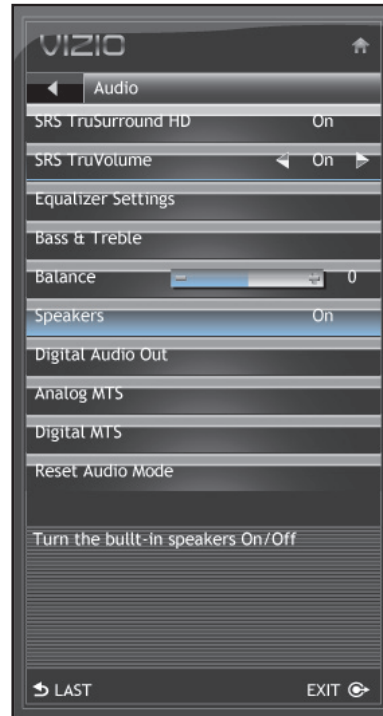 VIZIO
Audio
SRS TruSurround HD On
SRS TruVolume On
Equalizer Settings
Bass & Treble
Balance 0
Speakers On
Digital Audio Out
Analog MTS
Digital MTS
Reset Audio Mode
Turn the bullt-in speakers On/Off
LAST EXIT